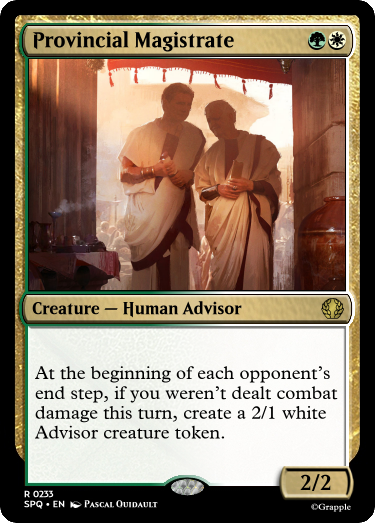 Provincial Magistrate
Creature — Human Advisor
At the beginning of each opponent's
end step, if you weren't dealt combat
damage this turn, create a 2/1 white
Advisor creature token.
2/2
R 0233
SPQ • EN Pascal Quidault
©Grapple